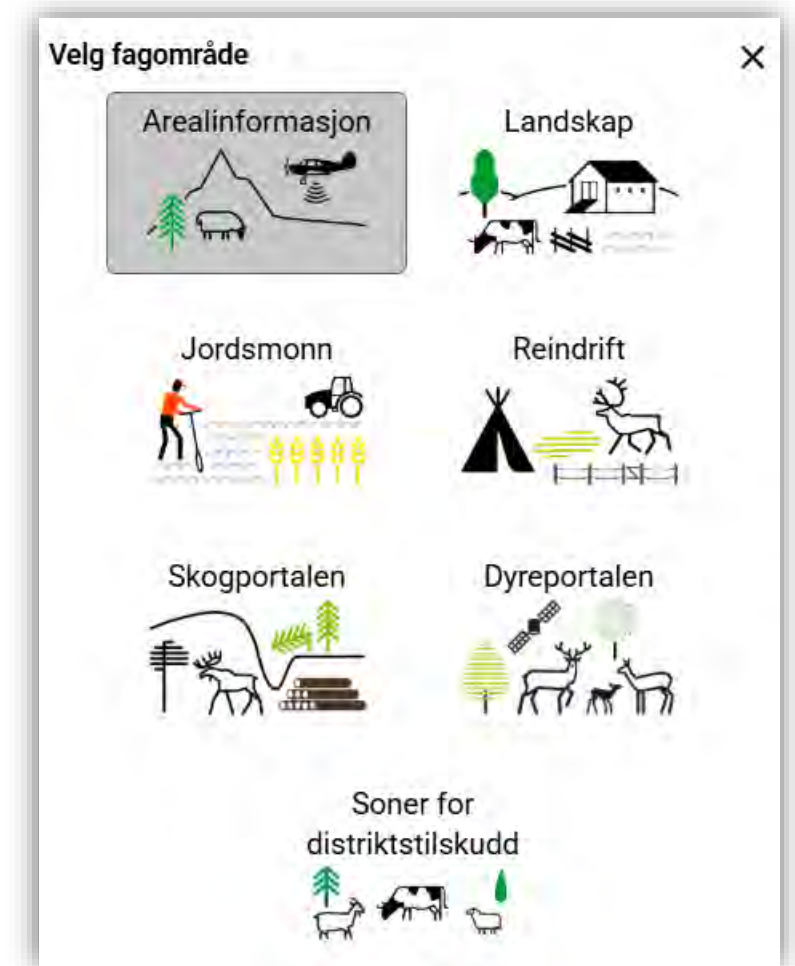 Velg fagområde
Arealinformasjon
Landskap
Jordsmonn
Reindrift
Skogportalen
Dyreportalen
Soner for
distriktstilskudd